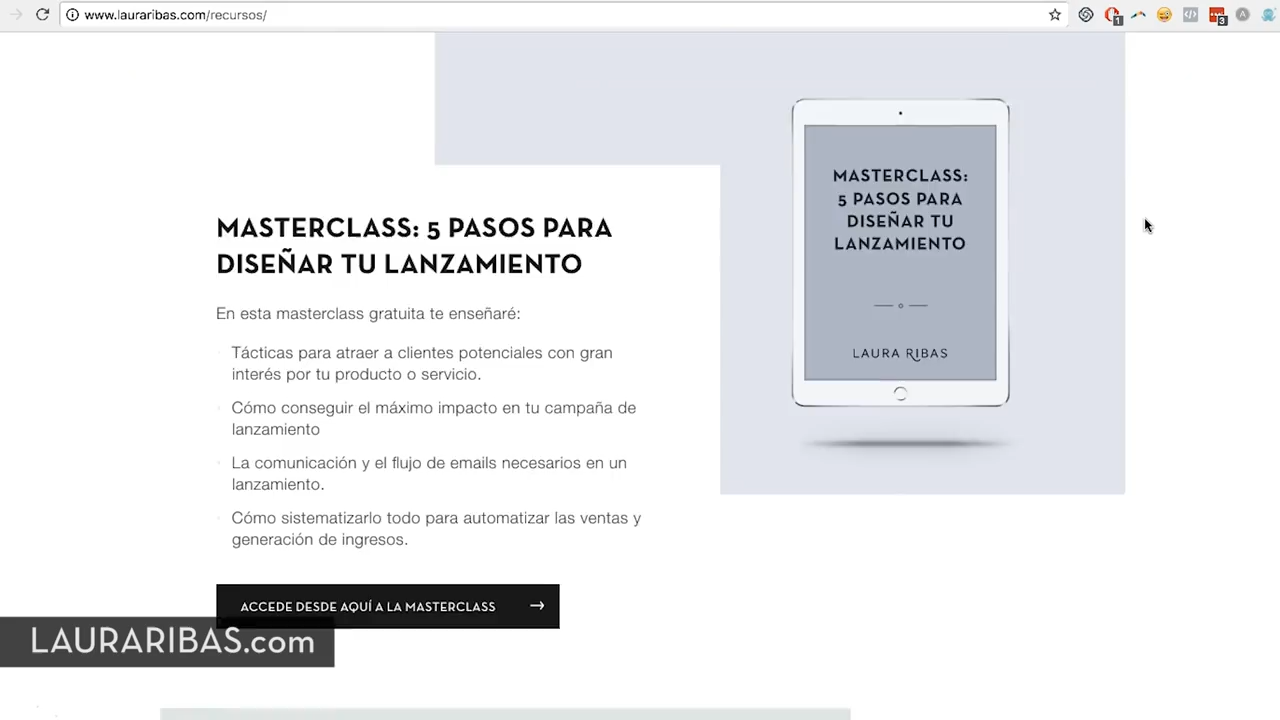 www.lauraribas.com/recursos/
1
3
A
MASTERCLASS:
5 PASOS PARA
DISEÑAR TU
LANZAMIENTO
LAURA RIBAS
MASTERCLASS: 5 PASOS PARA
DISEÑAR TU LANZAMIENTO
En esta masterclass gratuita te enseñaré:
Tácticas para atraer a clientes potenciales con gran
interés por tu producto o servicio.
Cómo conseguir el máximo impacto en tu campaña de
lanzamiento
La comunicación y el flujo de emails necesarios en un
lanzamiento.
Cómo sistematizarlo todo para automatizar las ventas y
generación de ingresos.
ACCEDE DESDE AQUÍ A LA MASTERCLASS →
LAURARIBAS.com